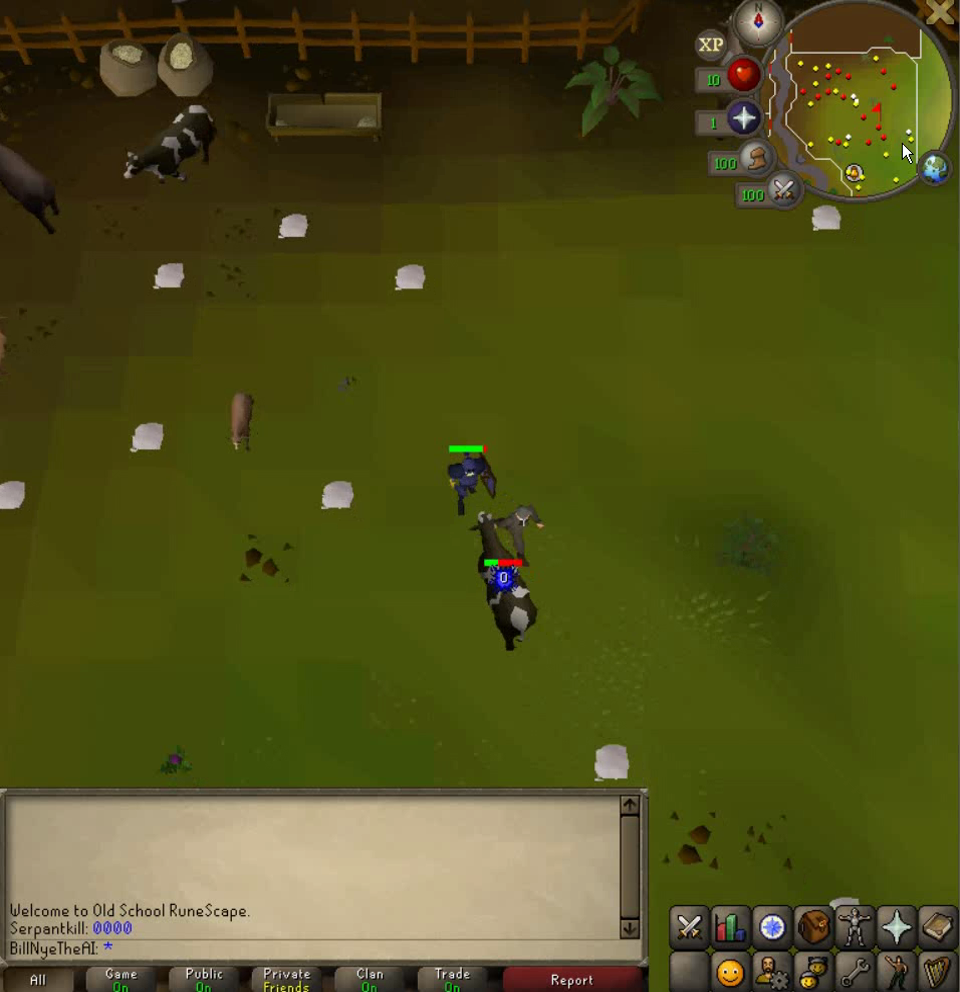 N
XP
10
1
100
100
0
Welcome to Old School RuneScape.
Serpantkill: 0000
BillNyeTheAI: *
All
Game
On
Public
On
Private
Friends
Clan
On
Trade
On
Report